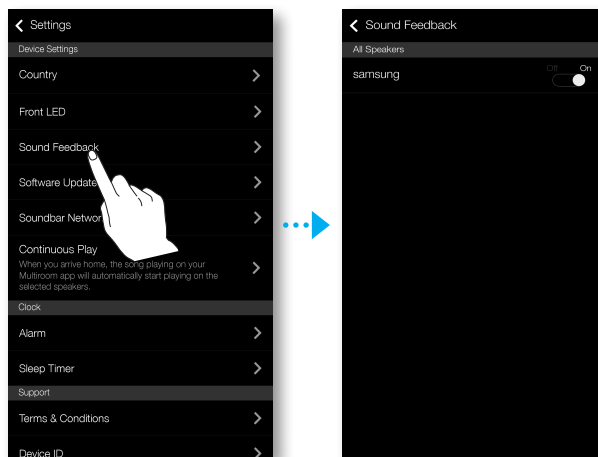 Settings
Device Settings
Country
Front LED
Sound Feedback
Software Update
Soundbar Networ
Continuous Play
When you arrive home, the song playing on your
Multiroom app will automatically start playing on the
selected speakers.
Clock
Alarm
Sleep Timer
Support
Terms & Conditions
Device ID
Sound Feedback
All Speakers
Off On
samsung